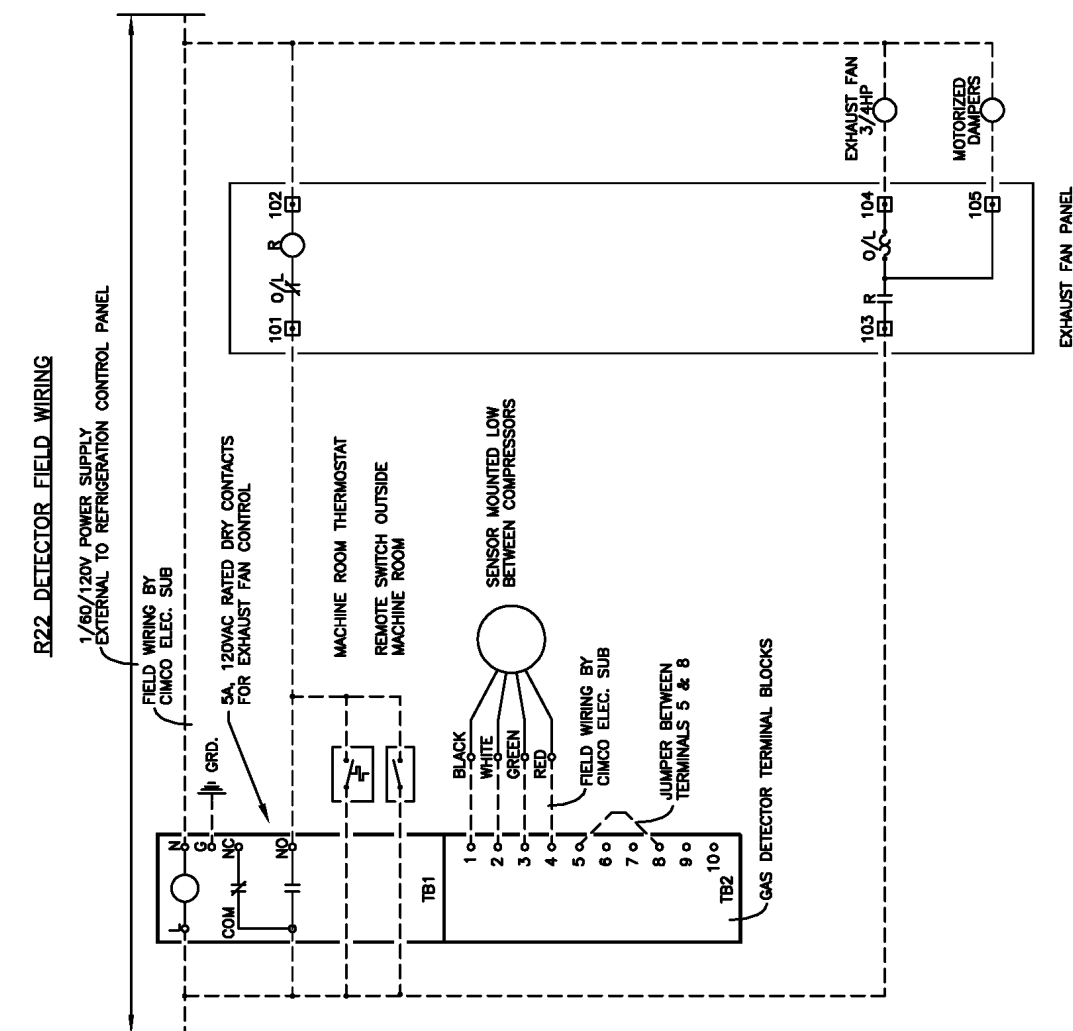 R22 DETECTOR FIELD WIRING
1/60/120V POWER SUPPLY
EXTERNAL TO REFRIGERATION CONTROL PANEL
FIELD WIRING BY
CIMCO ELEC. SUB
L
N
G
GRD.
5A, 120VAC RATED DRY CONTACTS
FOR EXHAUST FAN CONTROL
COM
NC
NO
101
O/L
R
102
MACHINE ROOM THERMOSTAT
REMOTE SWITCH OUTSIDE
MACHINE ROOM
TB1
1
BLACK
2
WHITE
3
GREEN
4
RED
SENSOR MOUNTED LOW
BETWEEN COMPRESSORS
FIELD WIRING BY
CIMCO ELEC. SUB
5
6
7
8
9
10
JUMPER BETWEEN
TERMINALS 5 & 8
TB2
GAS DETECTOR TERMINAL BLOCKS
103
R
O/L
104
EXHAUST FAN
3/4HP
105
MOTORIZED
DAMPERS
EXHAUST FAN PANEL